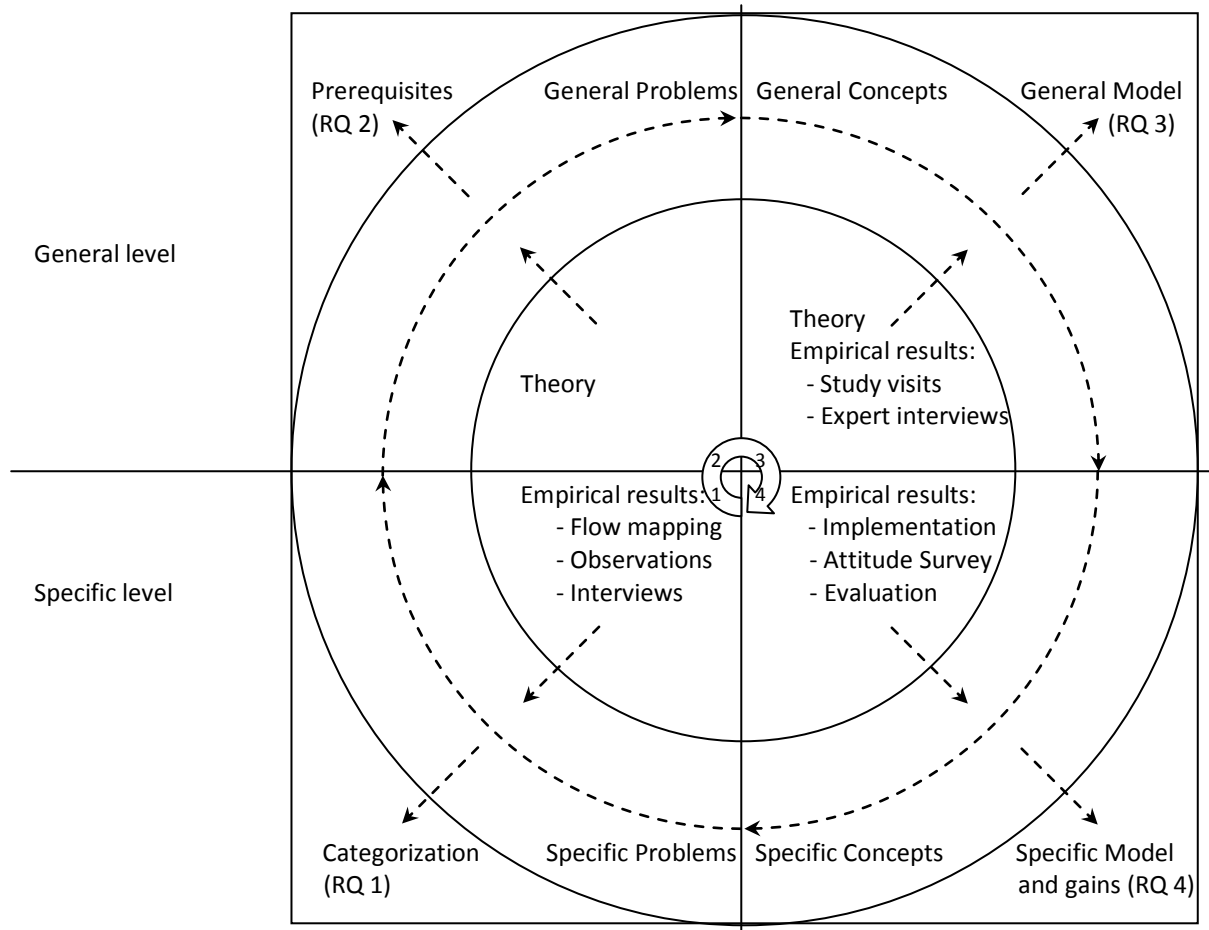 Prerequisites
(RQ 2)
General Problems
General Concepts
General Model
(RQ 3)
General level
Theory
Theory
Empirical results:
- Study visits
- Expert interviews
2
3
1
4
Specific level
Empirical results:
- Flow mapping
- Observations
- Interviews
Empirical results:
- Implementation
- Attitude Survey
- Evaluation
Categorization
(RQ 1)
Specific Problems
Specific Concepts
Specific Model
and gains (RQ 4)